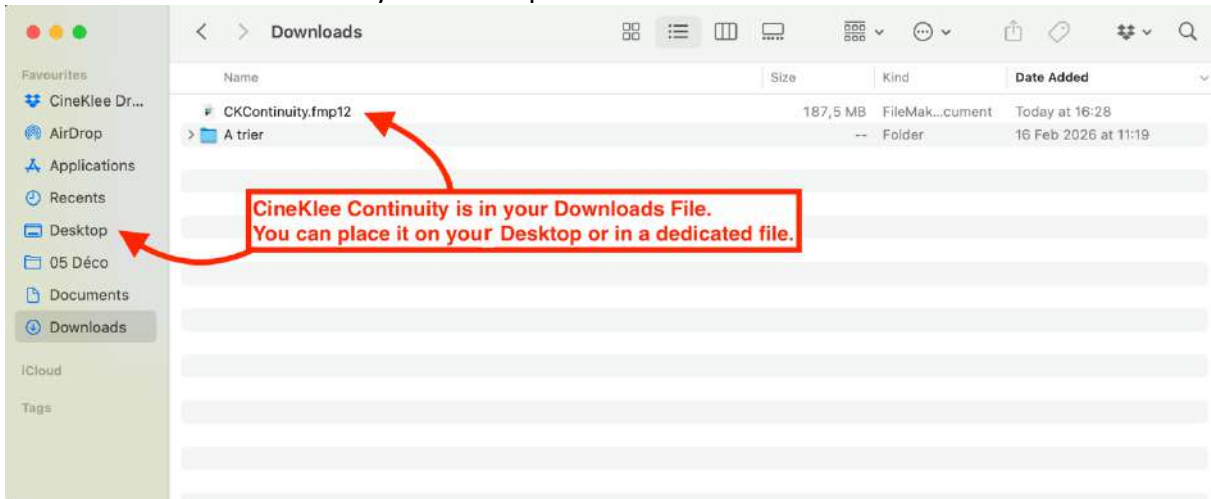 Downloads
Favourites
CineKlee Dr...
AirDrop
Applications
Recents
Desktop
05 Déco
Documents
Downloads
iCloud
Tags
Name Size Kind Date Added
CKContinuity.fmp12 187,5 MB FileMak...cument Today at 16:28
A trier -- Folder 16 Feb 2026 at 11:19
CineKlee Continuity is in your Downloads File.
You can place it on your Desktop or in a dedicated file.